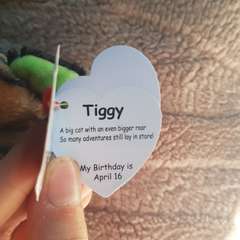 Tiggy
A big cat with an even bigger roar
So many adventures still lay in store!
My Birthday is
April 16